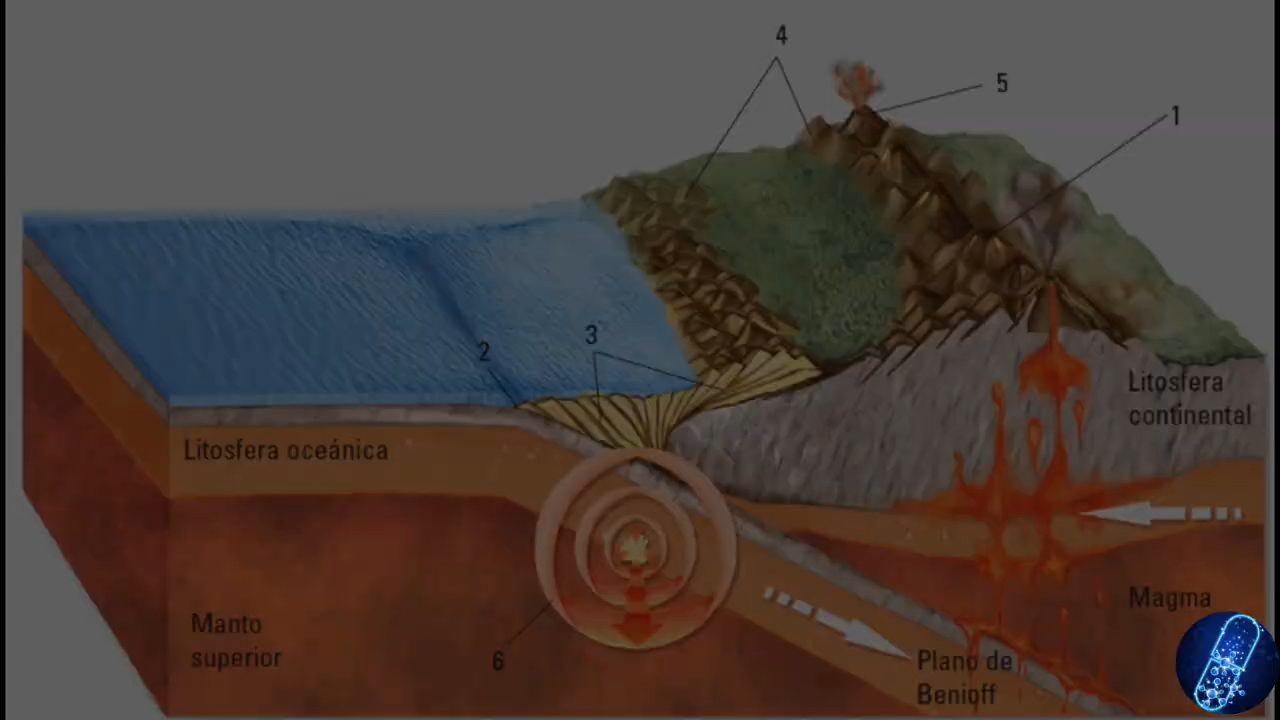 4
5
1
2
3
Litosfera
continental
Litosfera oceánica
Magma
Manto
superior
6
Plano de
Benioff